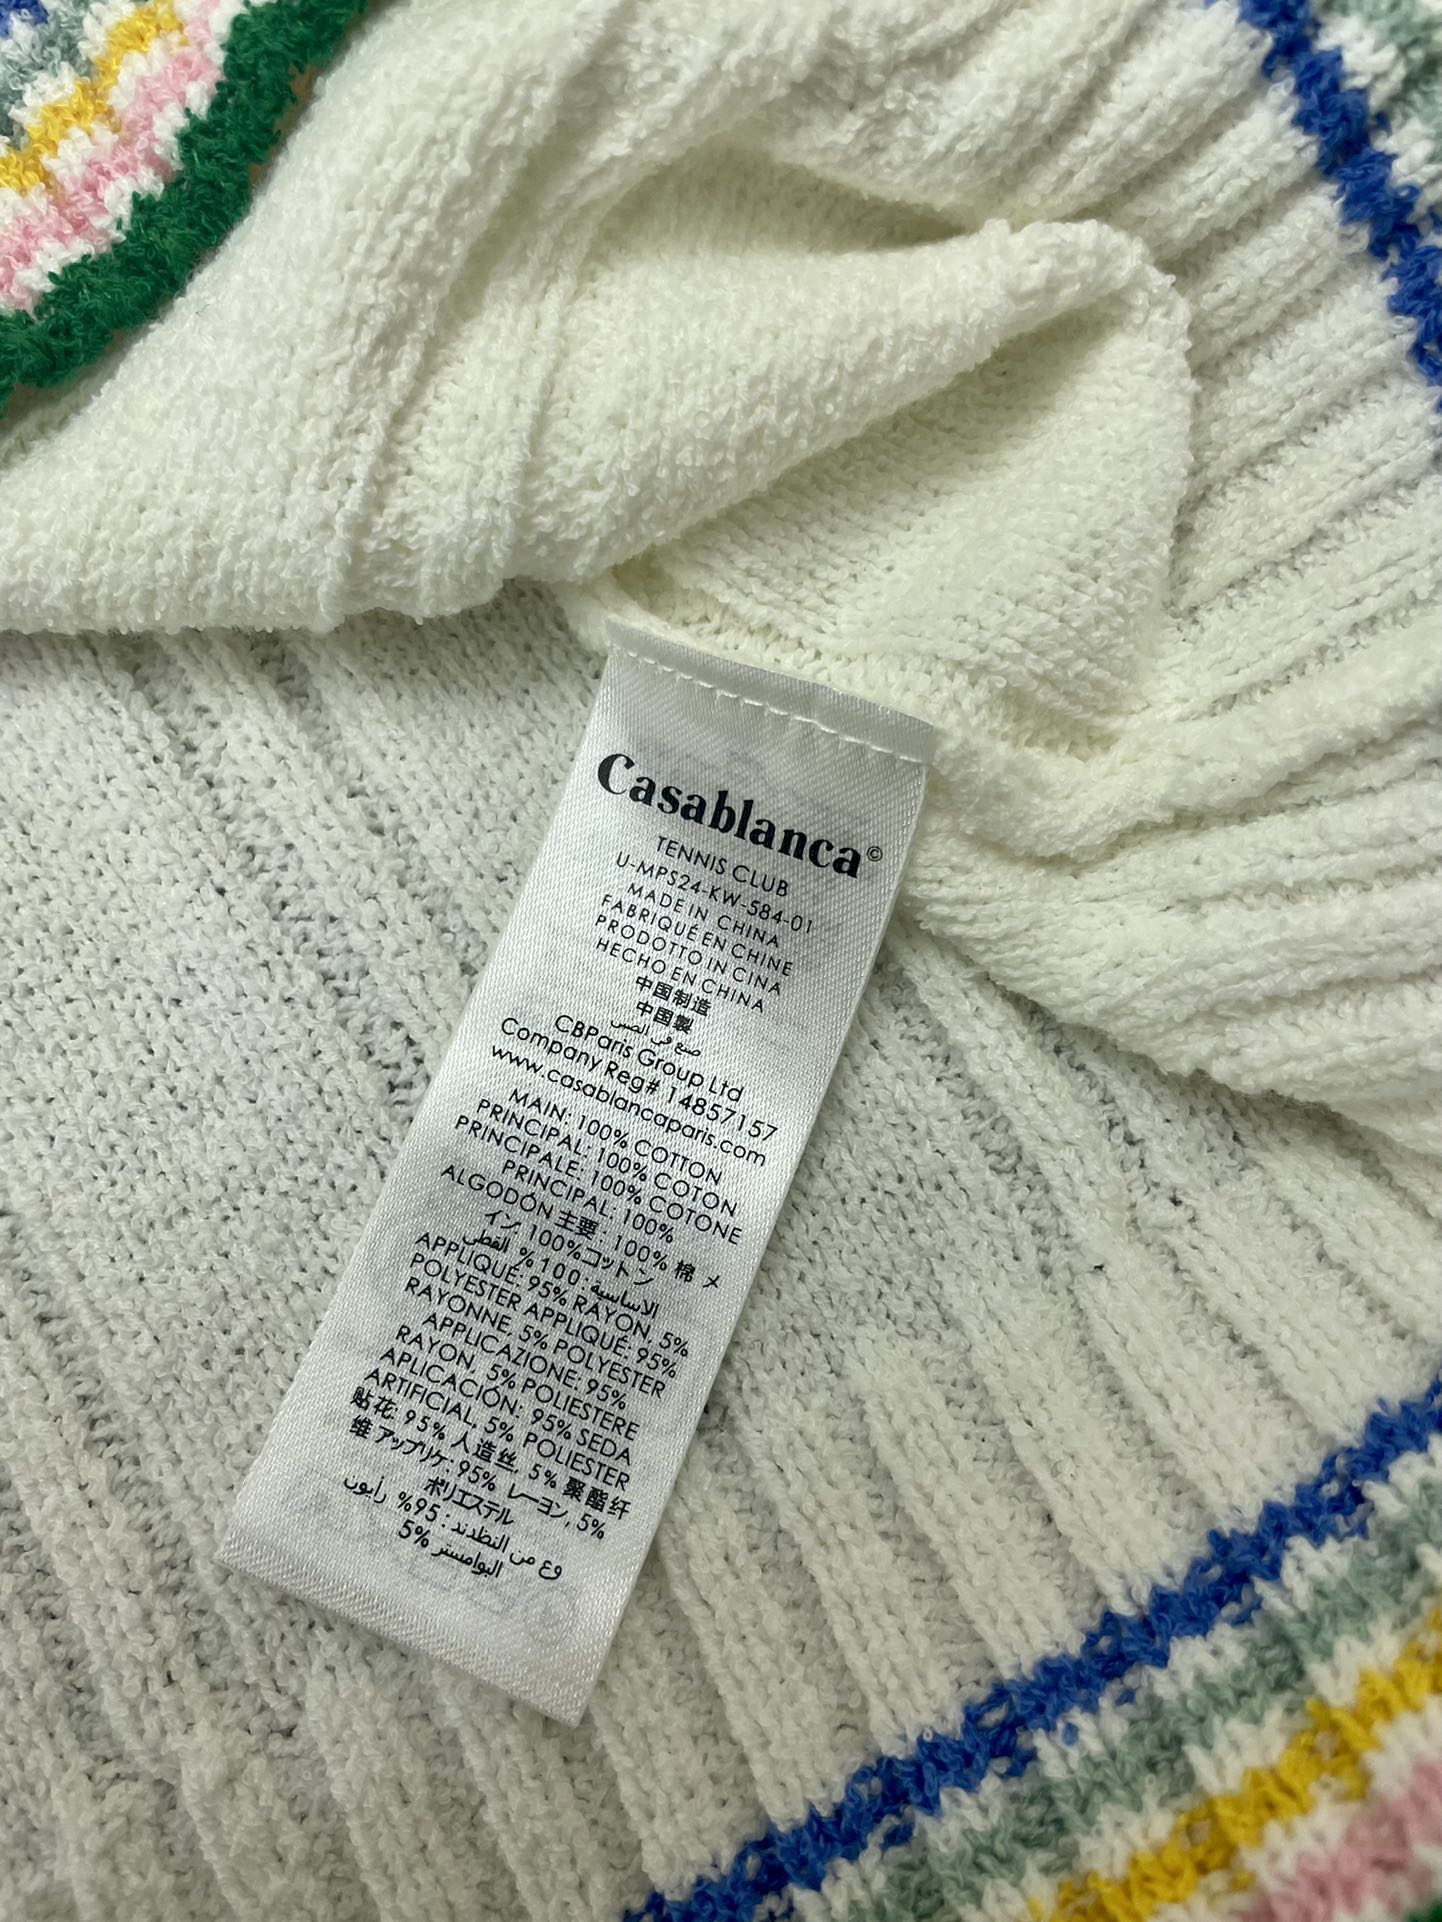 Casablanca©
TENNIS CLUB
U-MPS24-KW-584-01
MADE IN CHINA
FABRIQUÉ EN CHINE
PRODOTTO IN CINA
HECHO EN CHINA
中国制造
中国製
صنع في الصين
CBParis Group Ltd
Company Reg# 14857157
www.casablancaparis.com
MAIN: 100% COTTON
PRINCIPAL: 100% COTON
PRINCIPALE: 100% COTONE
PRINCIPAL: 100%
ALGODÓN 主要: 100% 棉 メ
イン: 100%コットン
الاساسية: 100 % القطن
APPLIQUÉ: 95% RAYON, 5%
POLYESTER APPLIQUÉ: 95%
RAYONNE, 5% POLYESTER
APPLICAZIONE: 95%
RAYON, 5% POLIESTERE
APLICACIÓN: 95% SEDA
ARTIFICIAL, 5% POLIESTER
贴花: 95% 人造丝, 5% 聚酯纤
维 アップリケ: 95% レーヨン, 5%
ポリエステル
وع من النظدند: 95% رايون
5% البوامستر